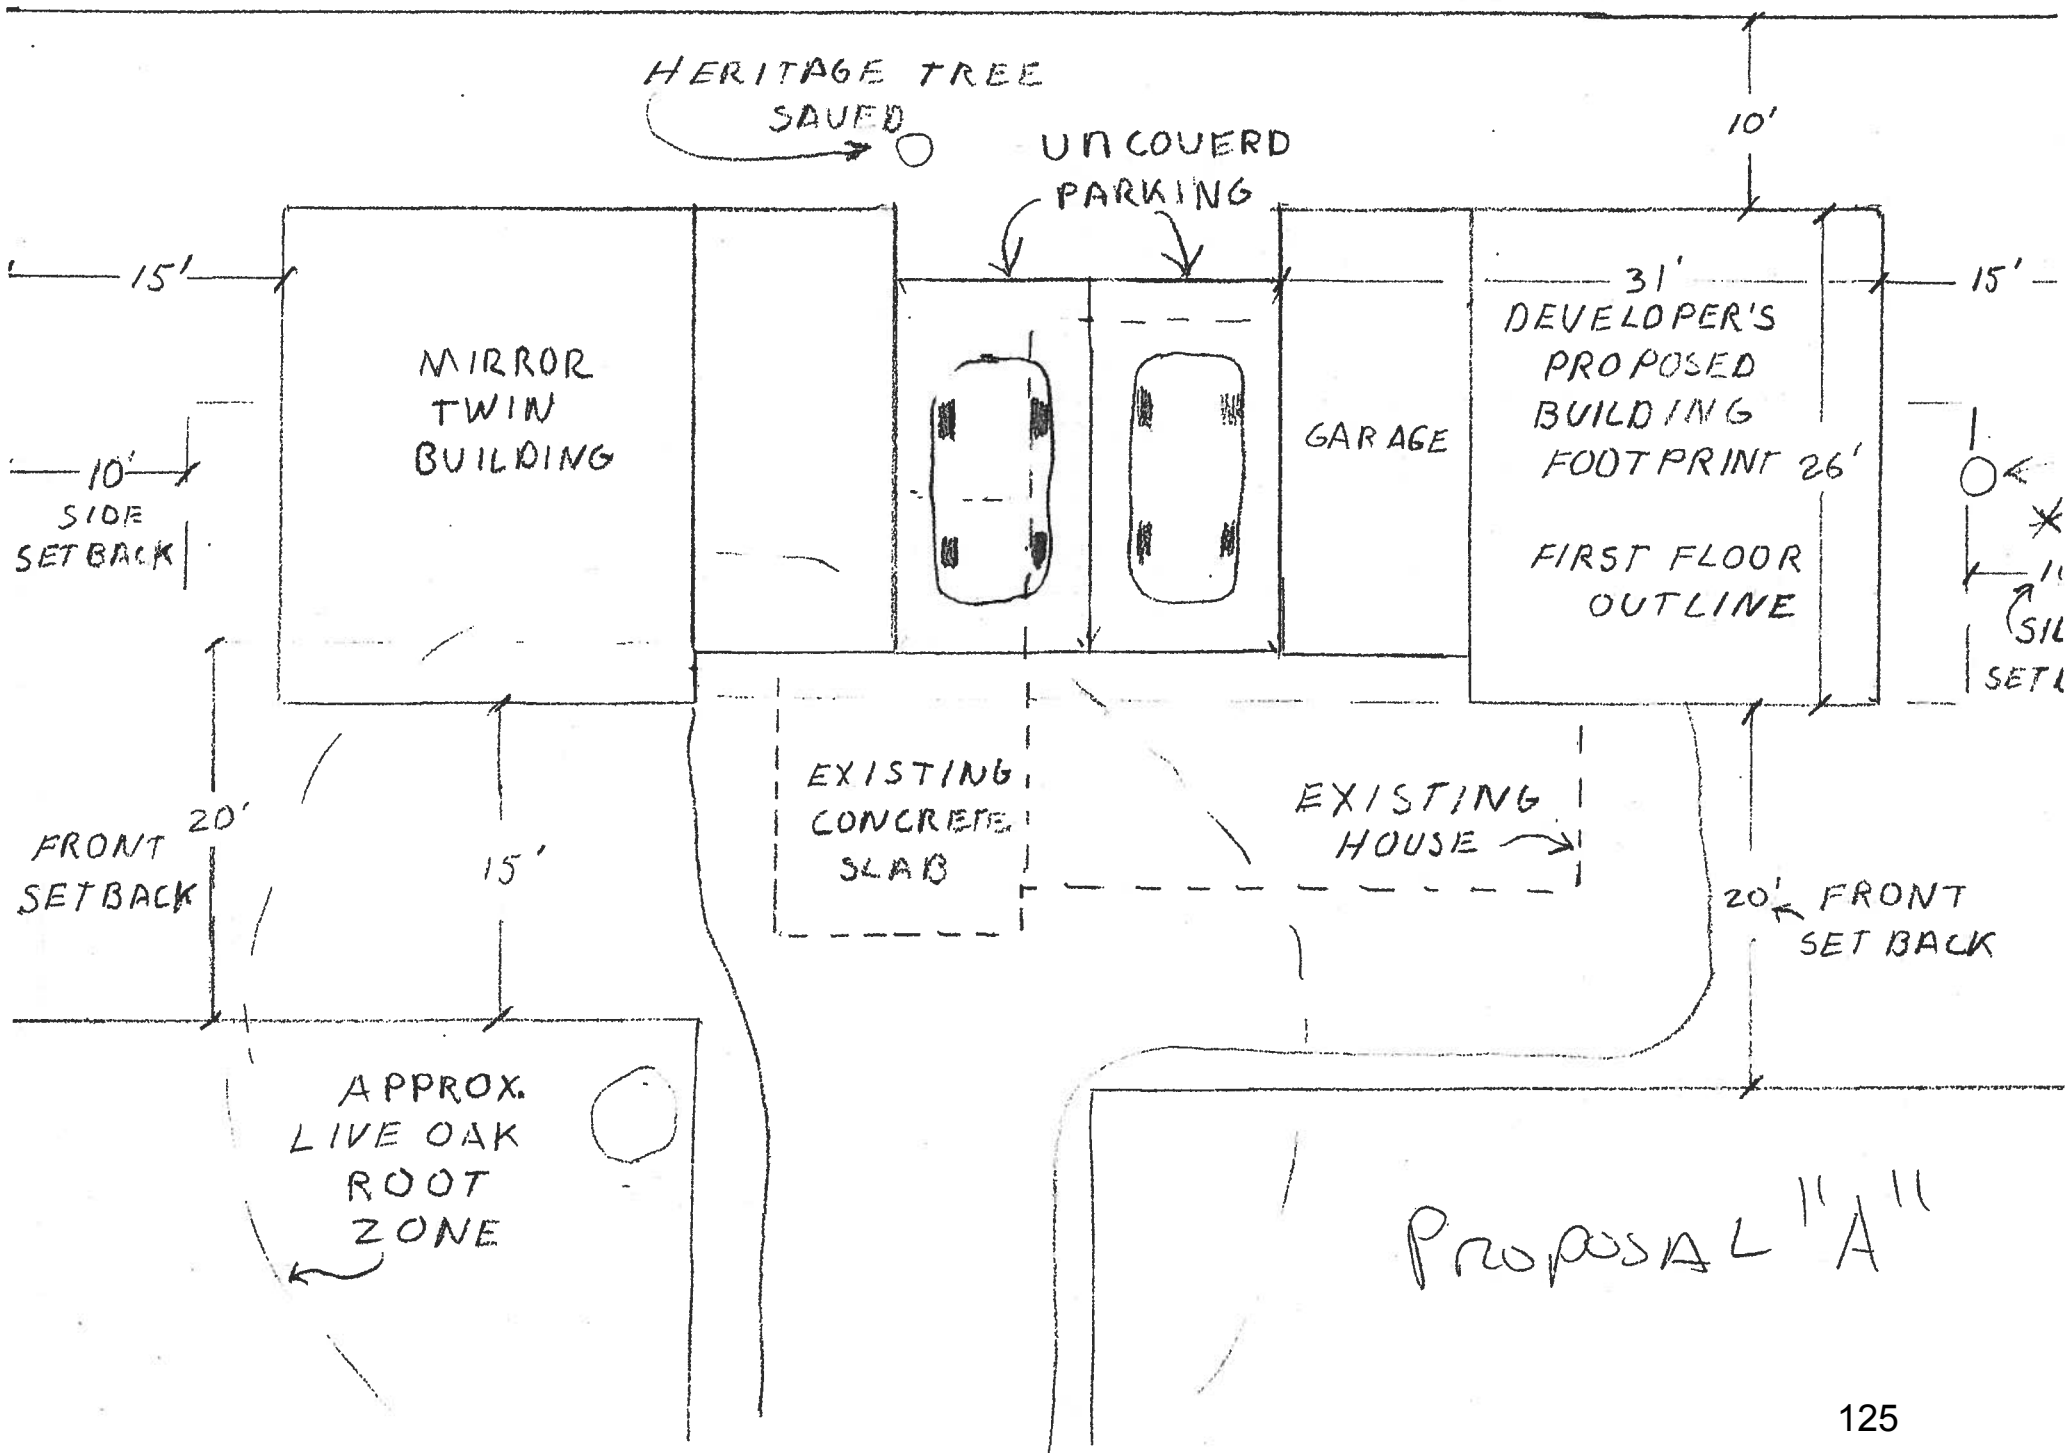 HERITAGE TREE
SAVED
UNCOVERD
PARKING
10'
15'
31'
15'
DEVELOPER'S
PROPOSED
BUILDING
FOOTPRINT
26'
FIRST FLOOR
OUTLINE
MIRROR
TWIN
BUILDING
GARAGE
10'
SIDE
SETBACK
SETB
EXISTING
CONCRETE
SLAB
EXISTING
HOUSE
20'
FRONT
SETBACK
15'
20' FRONT
SET BACK
APPROX.
LIVE OAK
ROOT
ZONE
PROPOSAL "A"
125